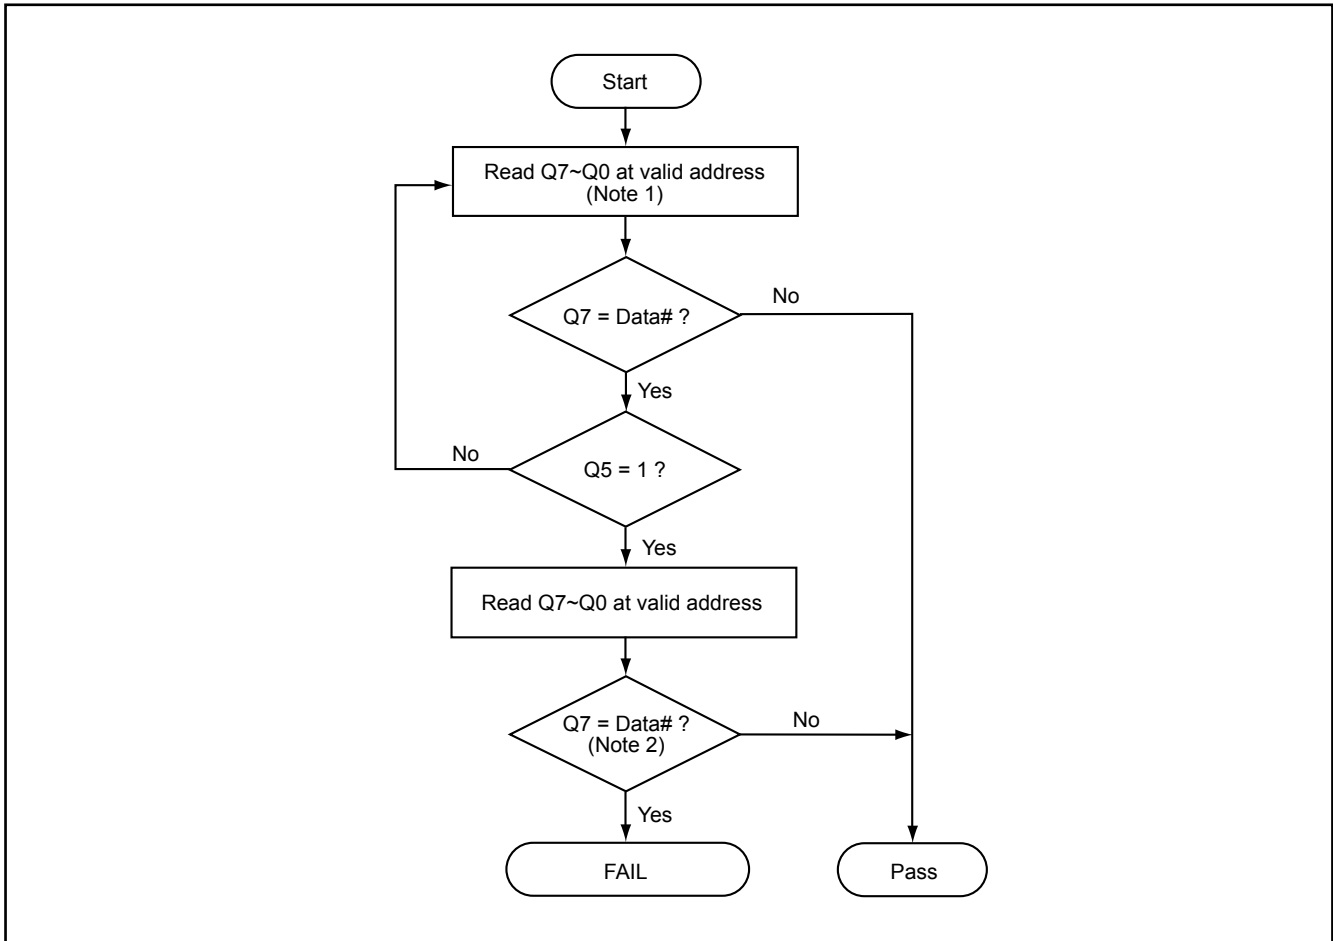 Start
Read Q7~Q0 at valid address
(Note 1)
Q7 = Data# ?
No
Yes
No
Q5 = 1 ?
Yes
Read Q7~Q0 at valid address
Q7 = Data# ?
(Note 2)
No
Yes
FAIL
Pass